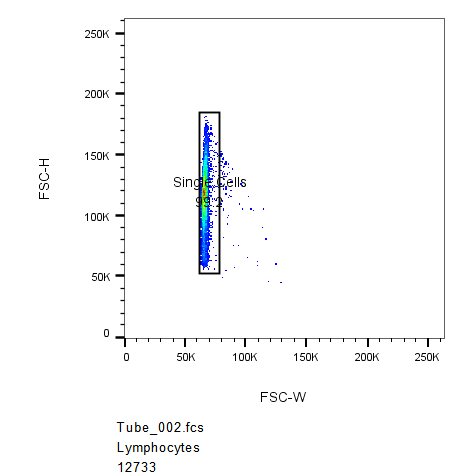 250K
200K
150K
100K
50K
0
FSC-H
Single Cells
0
50K
100K
150K
200K
250K
FSC-W
Tube_002.fcs
Lymphocytes
12733